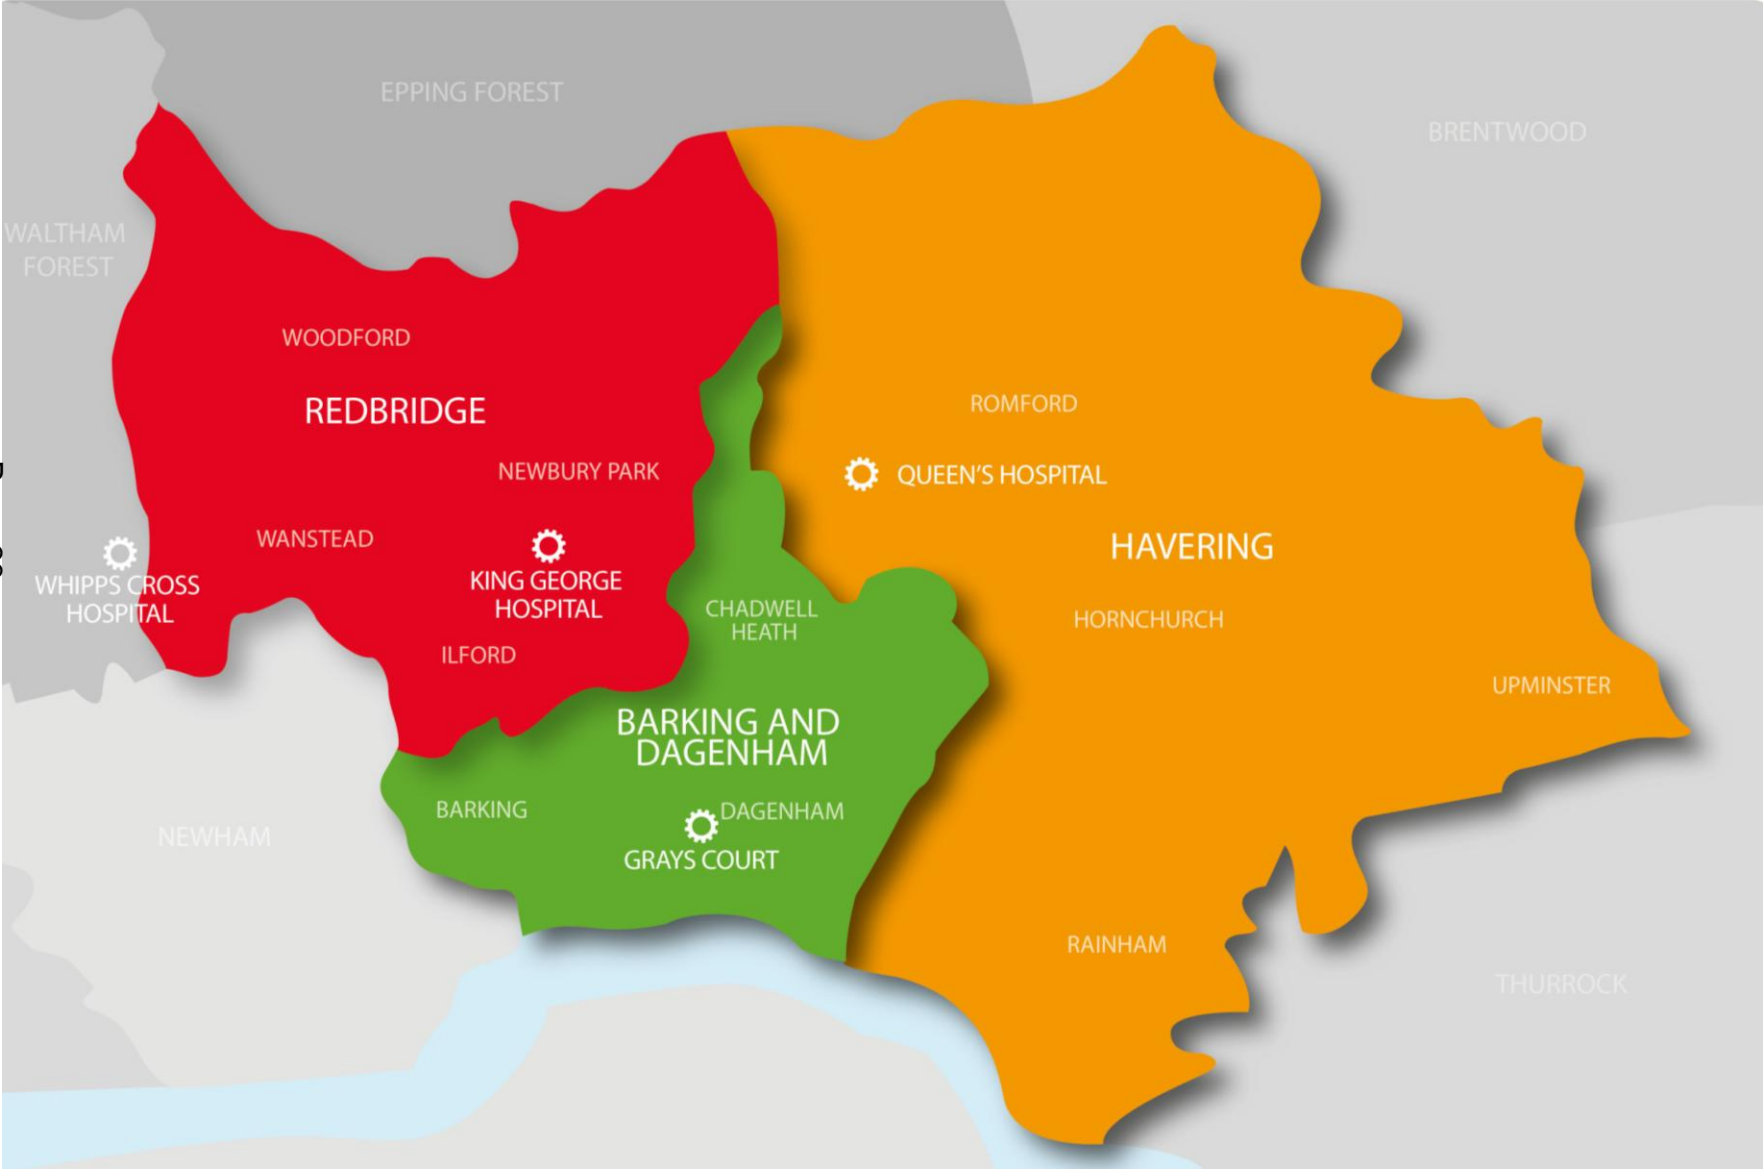 EPPING FOREST
BRENTWOOD
WALTHAM
FOREST
WOODFORD
REDBRIDGE
ROMFORD
NEWBURY PARK
QUEEN’S HOSPITAL
WANSTEAD
HAVERING
WHIPPS CROSS
HOSPITAL
KING GEORGE
HOSPITAL
CHADWELL
HEATH
HORNCHURCH
ILFORD
UPMINSTER
BARKING AND
DAGENHAM
BARKING
DAGENHAM
GRAYS COURT
NEWHAM
RAINHAM
THURROCK